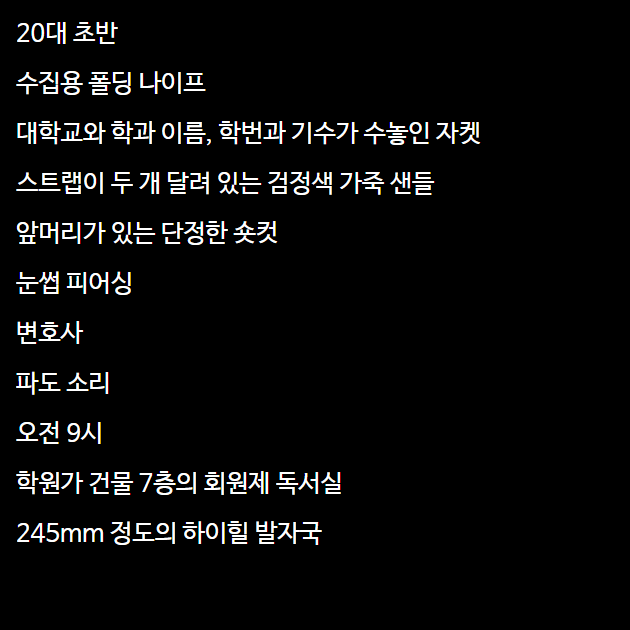 20대 초반
수집용 폴딩 나이프
대학교와 학과 이름, 학번과 기수가 수놓인 자켓
스트랩이 두 개 달려 있는 검정색 가죽 샌들
앞머리가 있는 단정한 숏컷
눈썹 피어싱
변호사
파도 소리
오전 9시
학원가 건물 7층의 회원제 독서실
245mm 정도의 하이힐 발자국